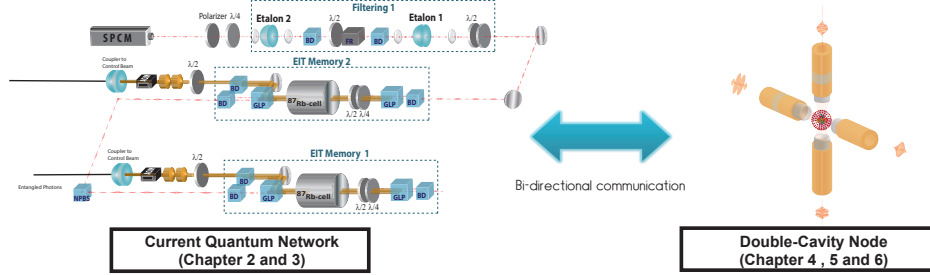 Filtering 1
Polarizer λ/4
Etalon 2
λ/2
Etalon 1
λ/2
SPCM
BD
FR
BD
EIT Memory 2
Coupler to
Control Beam
λ/2
BD
BD
GLP
87Rb-cell
λ/2 λ/4
GLP
BD
EIT Memory 1
Coupler to
Control Beam
λ/2
Entangled Photons
NPBS
BD
BD
GLP
87Rb-cell
λ/2 λ/4
GLP
BD
Bi-directional communication
Current Quantum Network
(Chapter 2 and 3)
Double-Cavity Node
(Chapter 4 , 5 and 6)